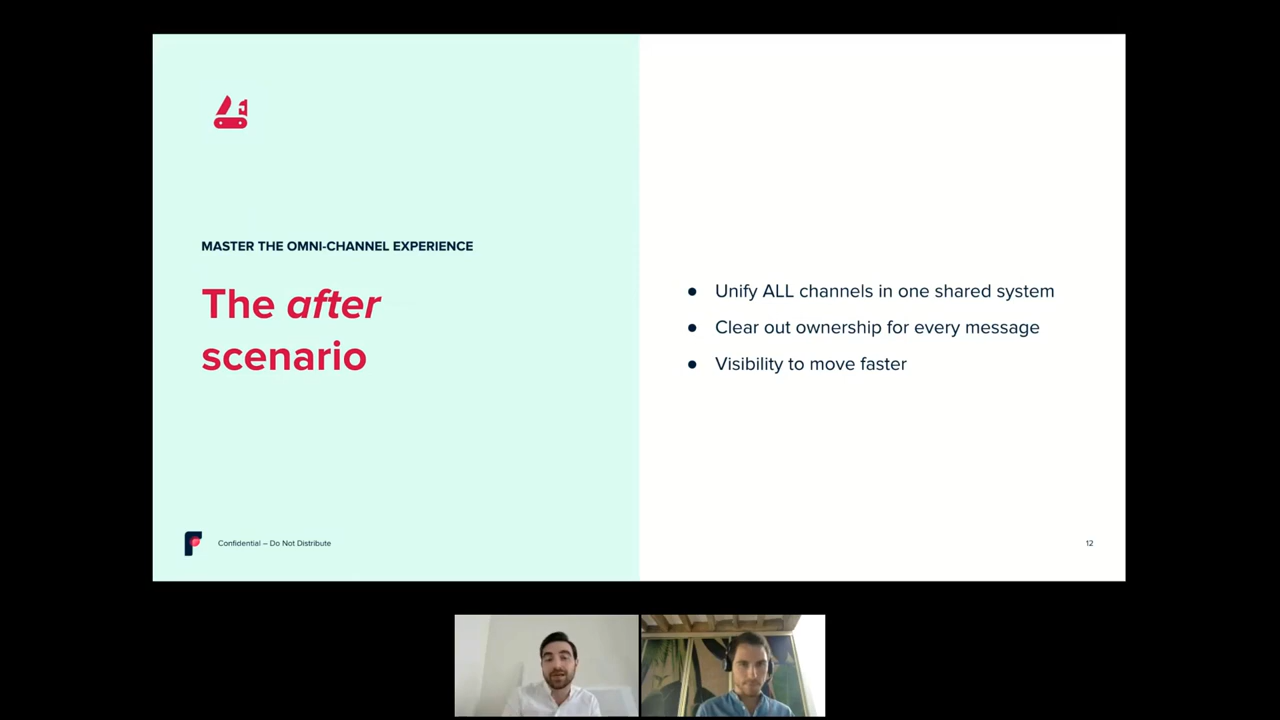 MASTER THE OMNI-CHANNEL EXPERIENCE
The after
scenario
● Unify ALL channels in one shared system
● Clear out ownership for every message
● Visibility to move faster
Confidential – Do Not Distribute
12